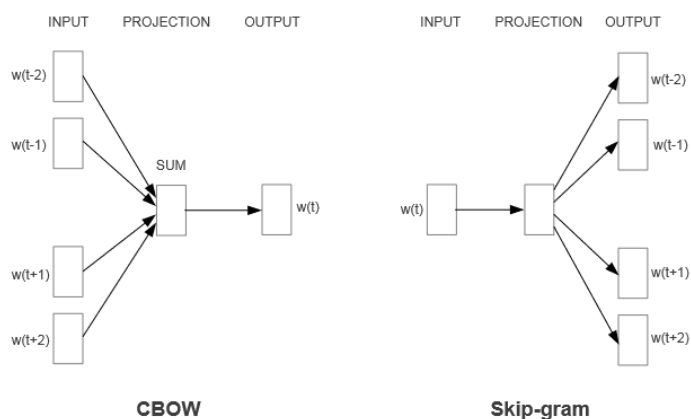 INPUT PROJECTION OUTPUT
w(t-2)
w(t-1)
SUM
w(t)
w(t+1)
w(t+2)
CBOW
INPUT PROJECTION OUTPUT
w(t-2)
w(t-1)
w(t)
w(t+1)
w(t+2)
Skip-gram